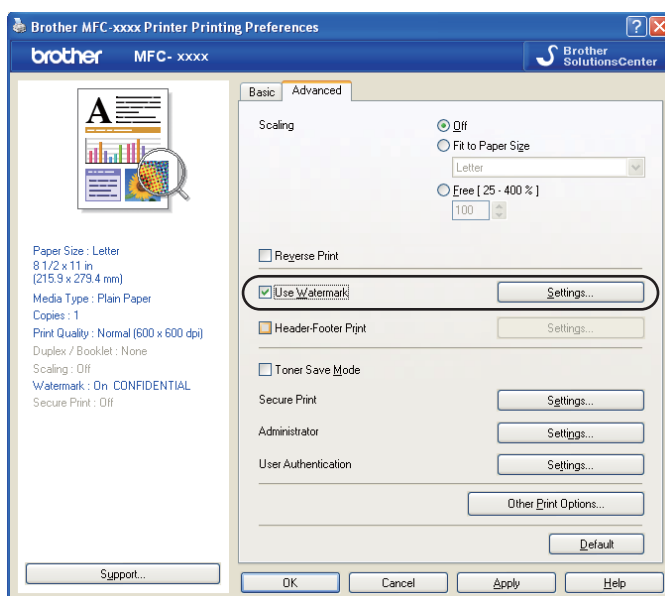 Brother MFC-xxxx Printer Printing Preferences
brother MFC- xxxx
Brother
SolutionsCenter
Basic
Advanced
A
Scaling
Off
Fit to Paper Size
Letter
Free [ 25 - 400 % ]
100
Reverse Print
Use Watermark
Settings...
Header-Footer Print
Settings...
Toner Save Mode
Secure Print
Settings...
Administrator
Settings...
User Authentication
Settings...
Other Print Options...
Default
Paper Size : Letter
8 1/2 x 11 in
(215.9 x 279.4 mm)
Media Type : Plain Paper
Copies : 1
Print Quality : Normal (600 x 600 dpi)
Duplex / Booklet : None
Scaling : Off
Watermark : On CONFIDENTIAL
Secure Print : Off
Support...
OK
Cancel
Apply
Help